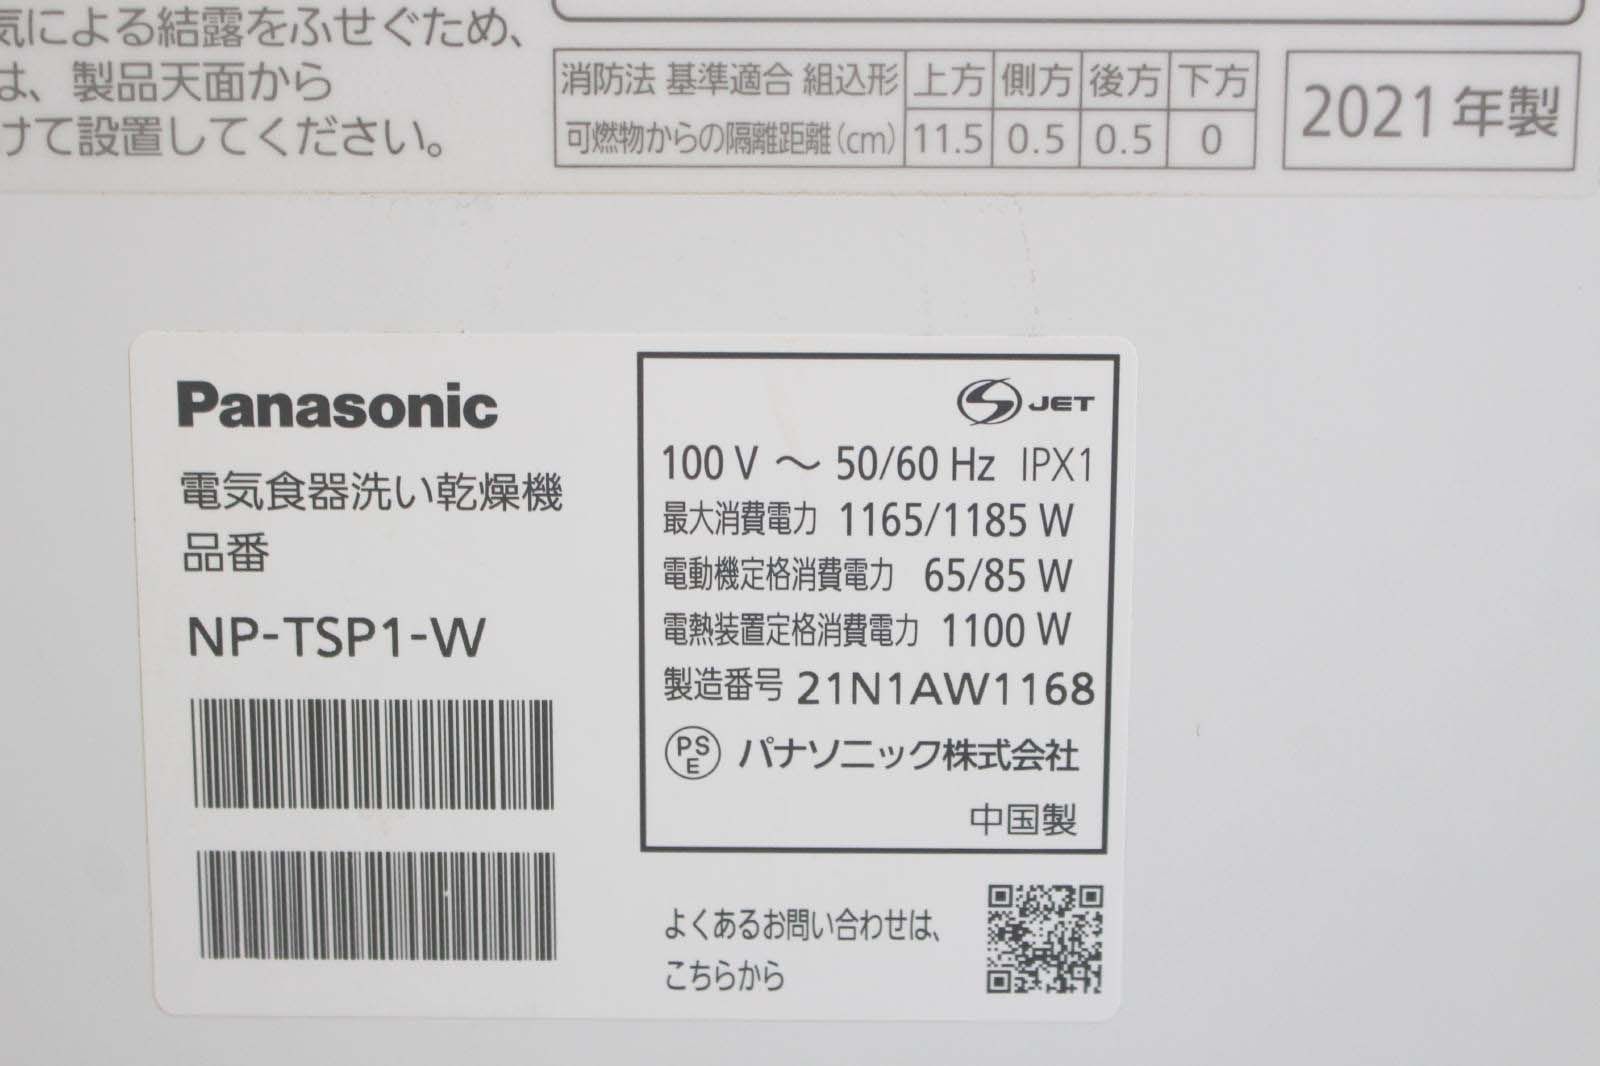 気による結露をふせぐため、
は、製品天面から
けて設置してください。
消防法 基準適合 組込形 上方 側方 後方 下方
可燃物からの隔離距離(cm) 11.5 0.5 0.5 0
2021年製
Panasonic
電気食器洗い乾燥機
品番
NP-TSP1-W
JET
100 V ～ 50/60 Hz IPX1
最大消費電力 1165/1185 W
電動機定格消費電力 65/85 W
電熱装置定格消費電力 1100 W
製造番号 21N1AW1168
PSE パナソニック株式会社
中国製
よくあるお問い合わせは、
こちらから